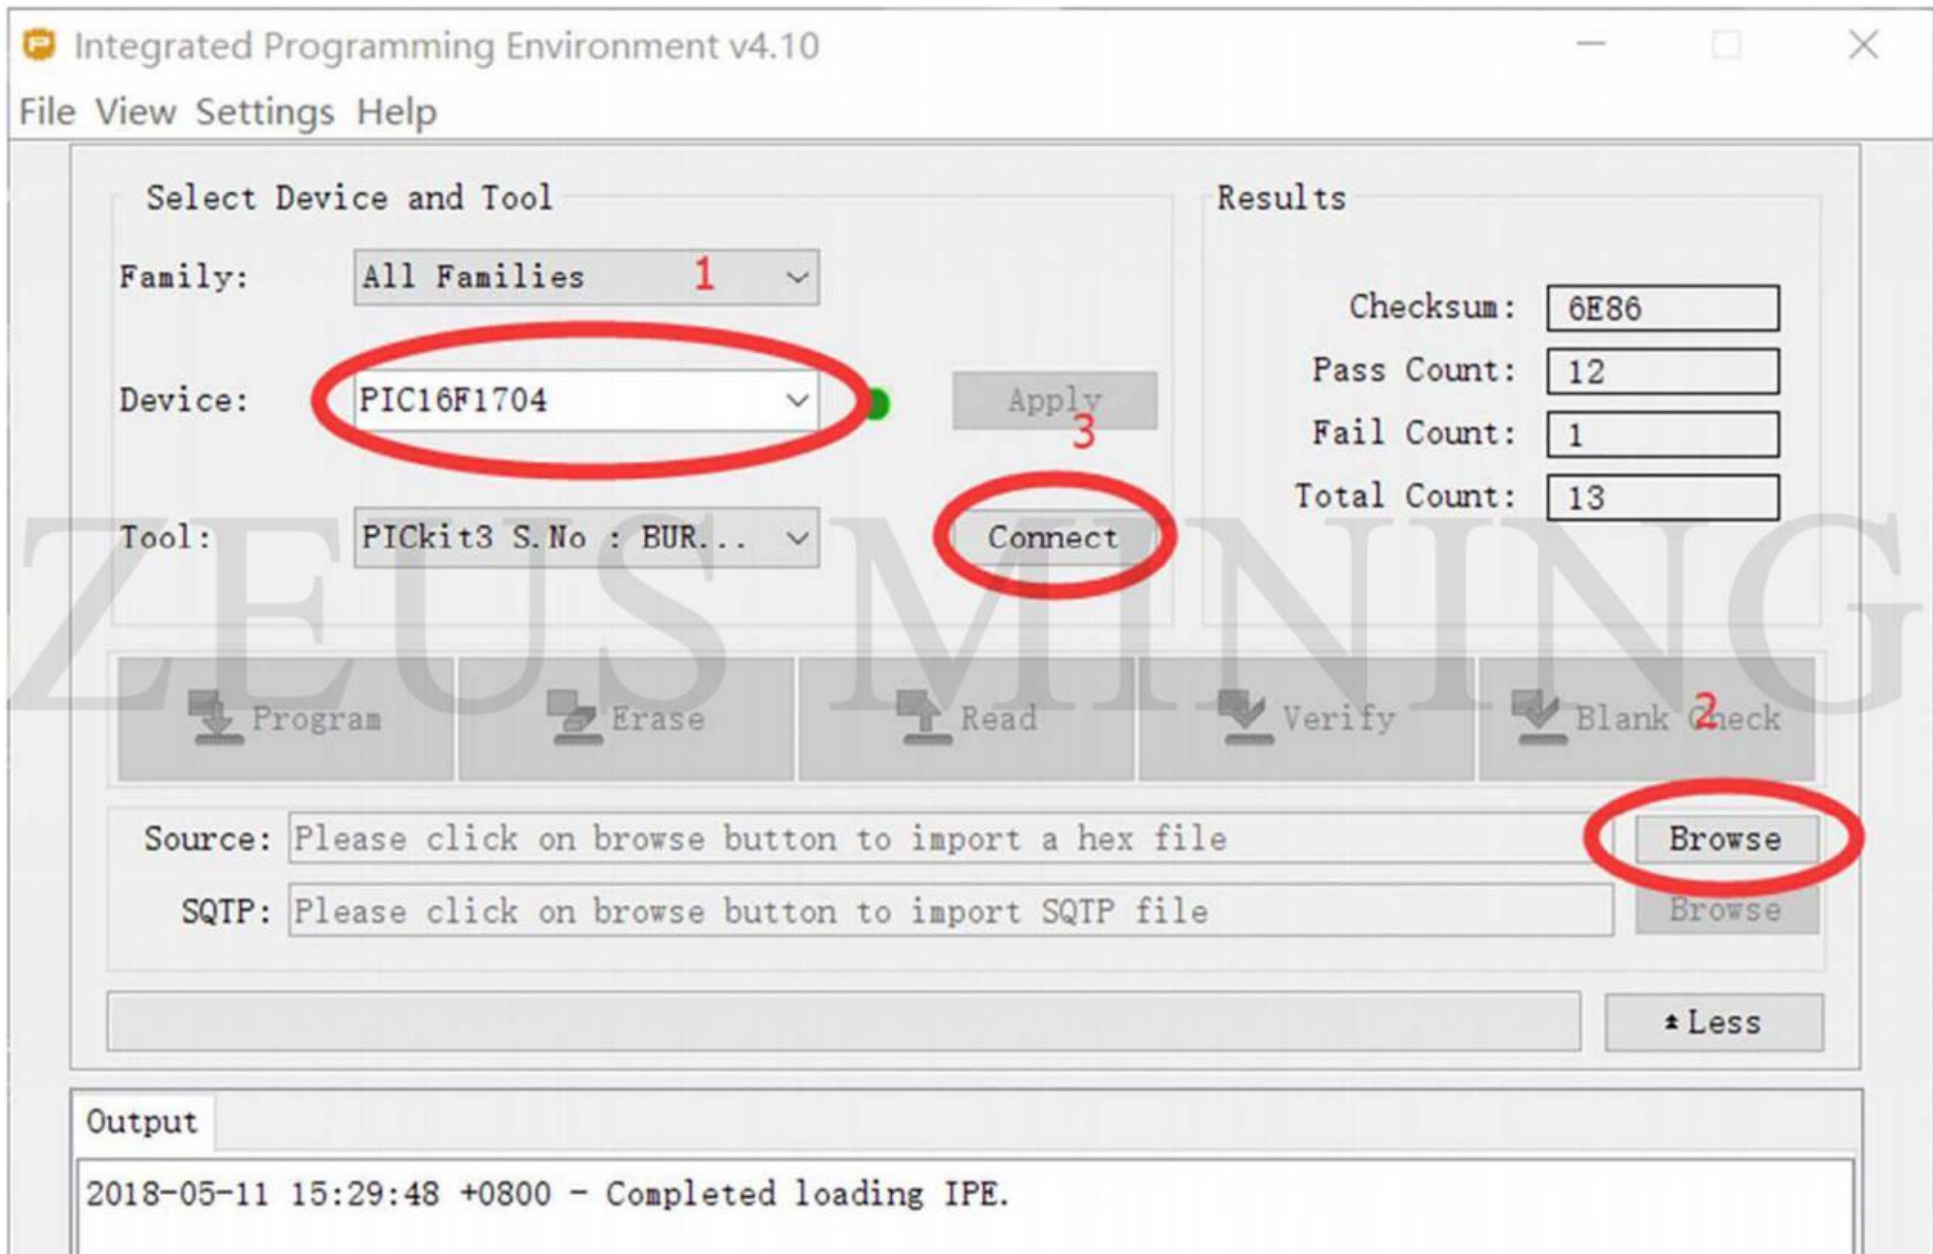 Integrated Programming Environment v4.10
File View Settings Help
Select Device and Tool
Family: All Families 1
Device: PIC16F1704
Apply
3
Tool: PICkit3 S.No : BUR...
Connect
Results
Checksum: 6E86
Pass Count: 12
Fail Count: 1
Total Count: 13
ZEUS MINING
Program Erase Read Verify Blank Check
2
Source: Please click on browse button to import a hex file Browse
SQTP: Please click on browse button to import SQTP file Browse
Less
Output
2018-05-11 15:29:48 +0800 - Completed loading IPE.